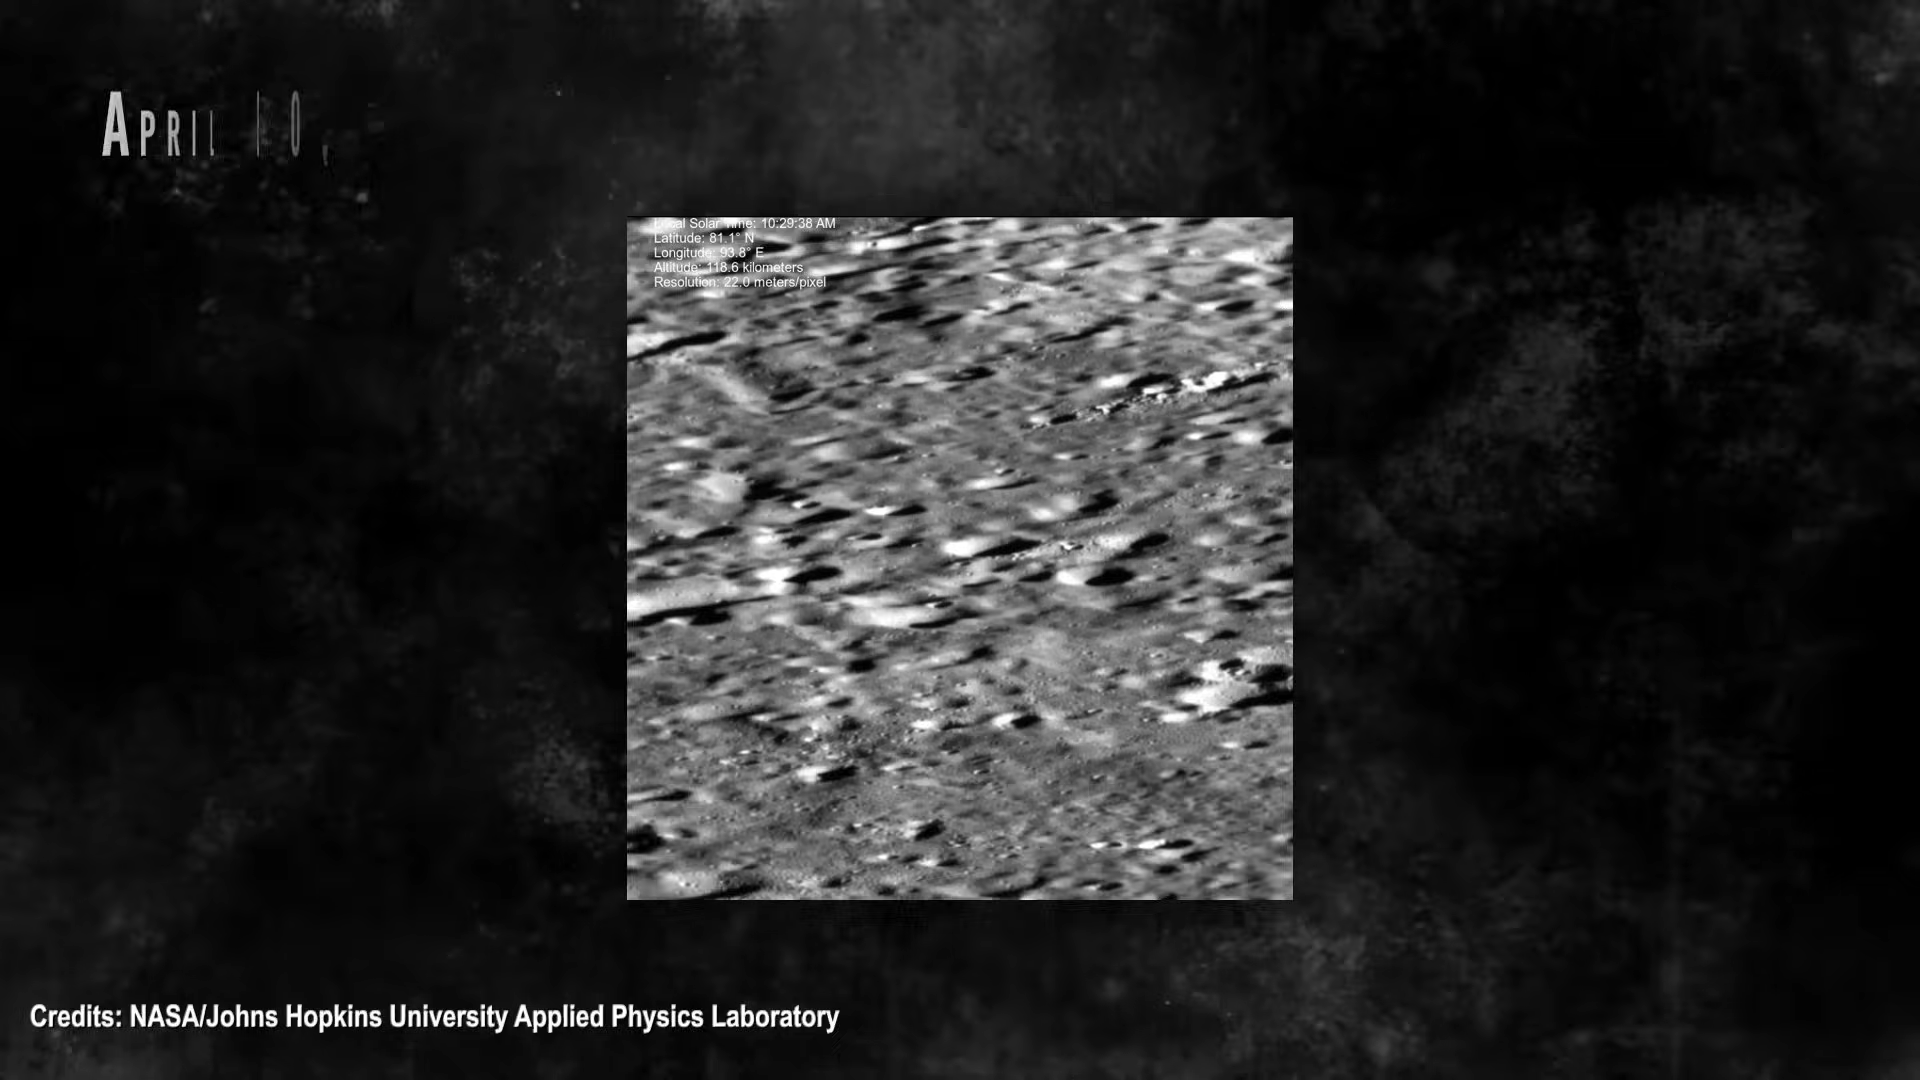 April 10,
Local Solar Time: 10:29:38 AM
Latitude: 81.1° N
Longitude: 93.8° E
Altitude: 118.6 kilometers
Resolution: 22.0 meters/pixel
Credits: NASA/Johns Hopkins University Applied Physics Laboratory